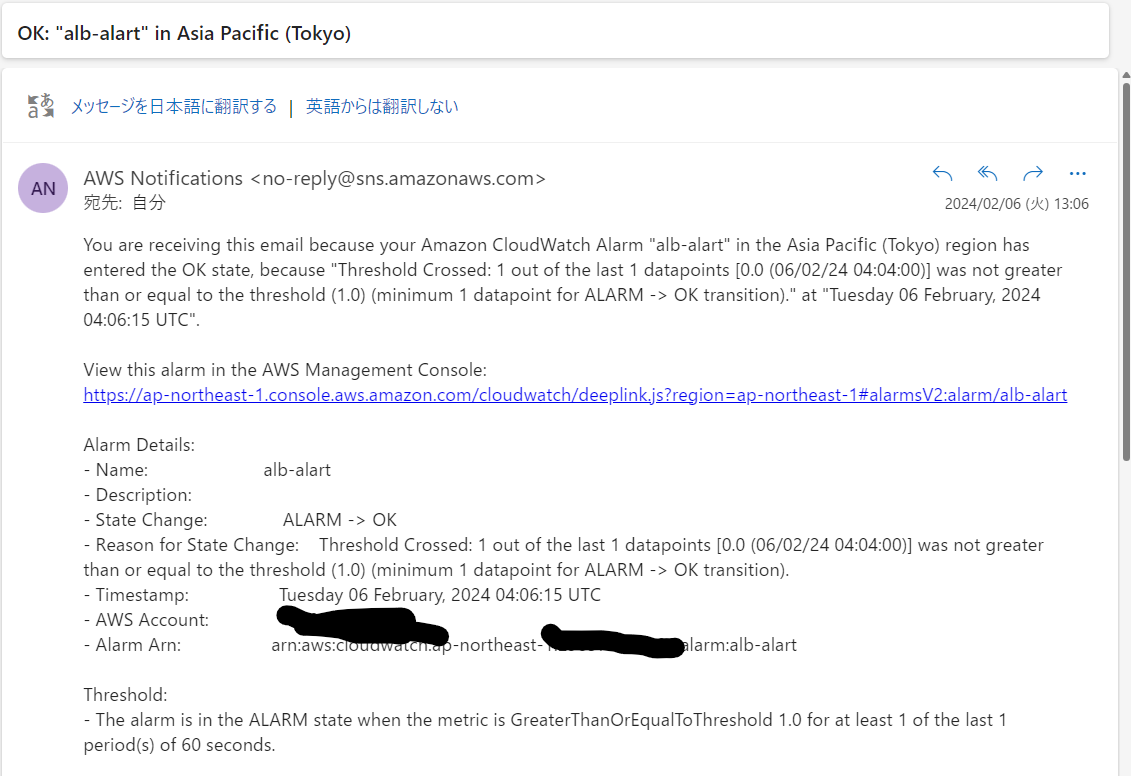 OK: "alb-alart" in Asia Pacific (Tokyo)
メッセージを日本語に翻訳する | 英語からは翻訳しない
AN
AWS Notifications <no-reply@sns.amazonaws.com>
宛先: 自分
2024/02/06 (火) 13:06
You are receiving this email because your Amazon CloudWatch Alarm "alb-alart" in the Asia Pacific (Tokyo) region has
entered the OK state, because "Threshold Crossed: 1 out of the last 1 datapoints [0.0 (06/02/24 04:04:00)] was not greater
than or equal to the threshold (1.0) (minimum 1 datapoint for ALARM -> OK transition)." at "Tuesday 06 February, 2024
04:06:15 UTC".
View this alarm in the AWS Management Console:
https://ap-northeast-1.console.aws.amazon.com/cloudwatch/deeplink.js?region=ap-northeast-1#alarmsV2:alarm/alb-alart
Alarm Details:
- Name: alb-alart
- Description:
- State Change: ALARM -> OK
- Reason for State Change: Threshold Crossed: 1 out of the last 1 datapoints [0.0 (06/02/24 04:04:00)] was not greater
than or equal to the threshold (1.0) (minimum 1 datapoint for ALARM -> OK transition).
- Timestamp: Tuesday 06 February, 2024 04:06:15 UTC
- AWS Account:
- Alarm Arn: arn:aws:cloudwatch:ap-northeast- alarm:alb-alart
Threshold:
- The alarm is in the ALARM state when the metric is GreaterThanOrEqualToThreshold 1.0 for at least 1 of the last 1
period(s) of 60 seconds.